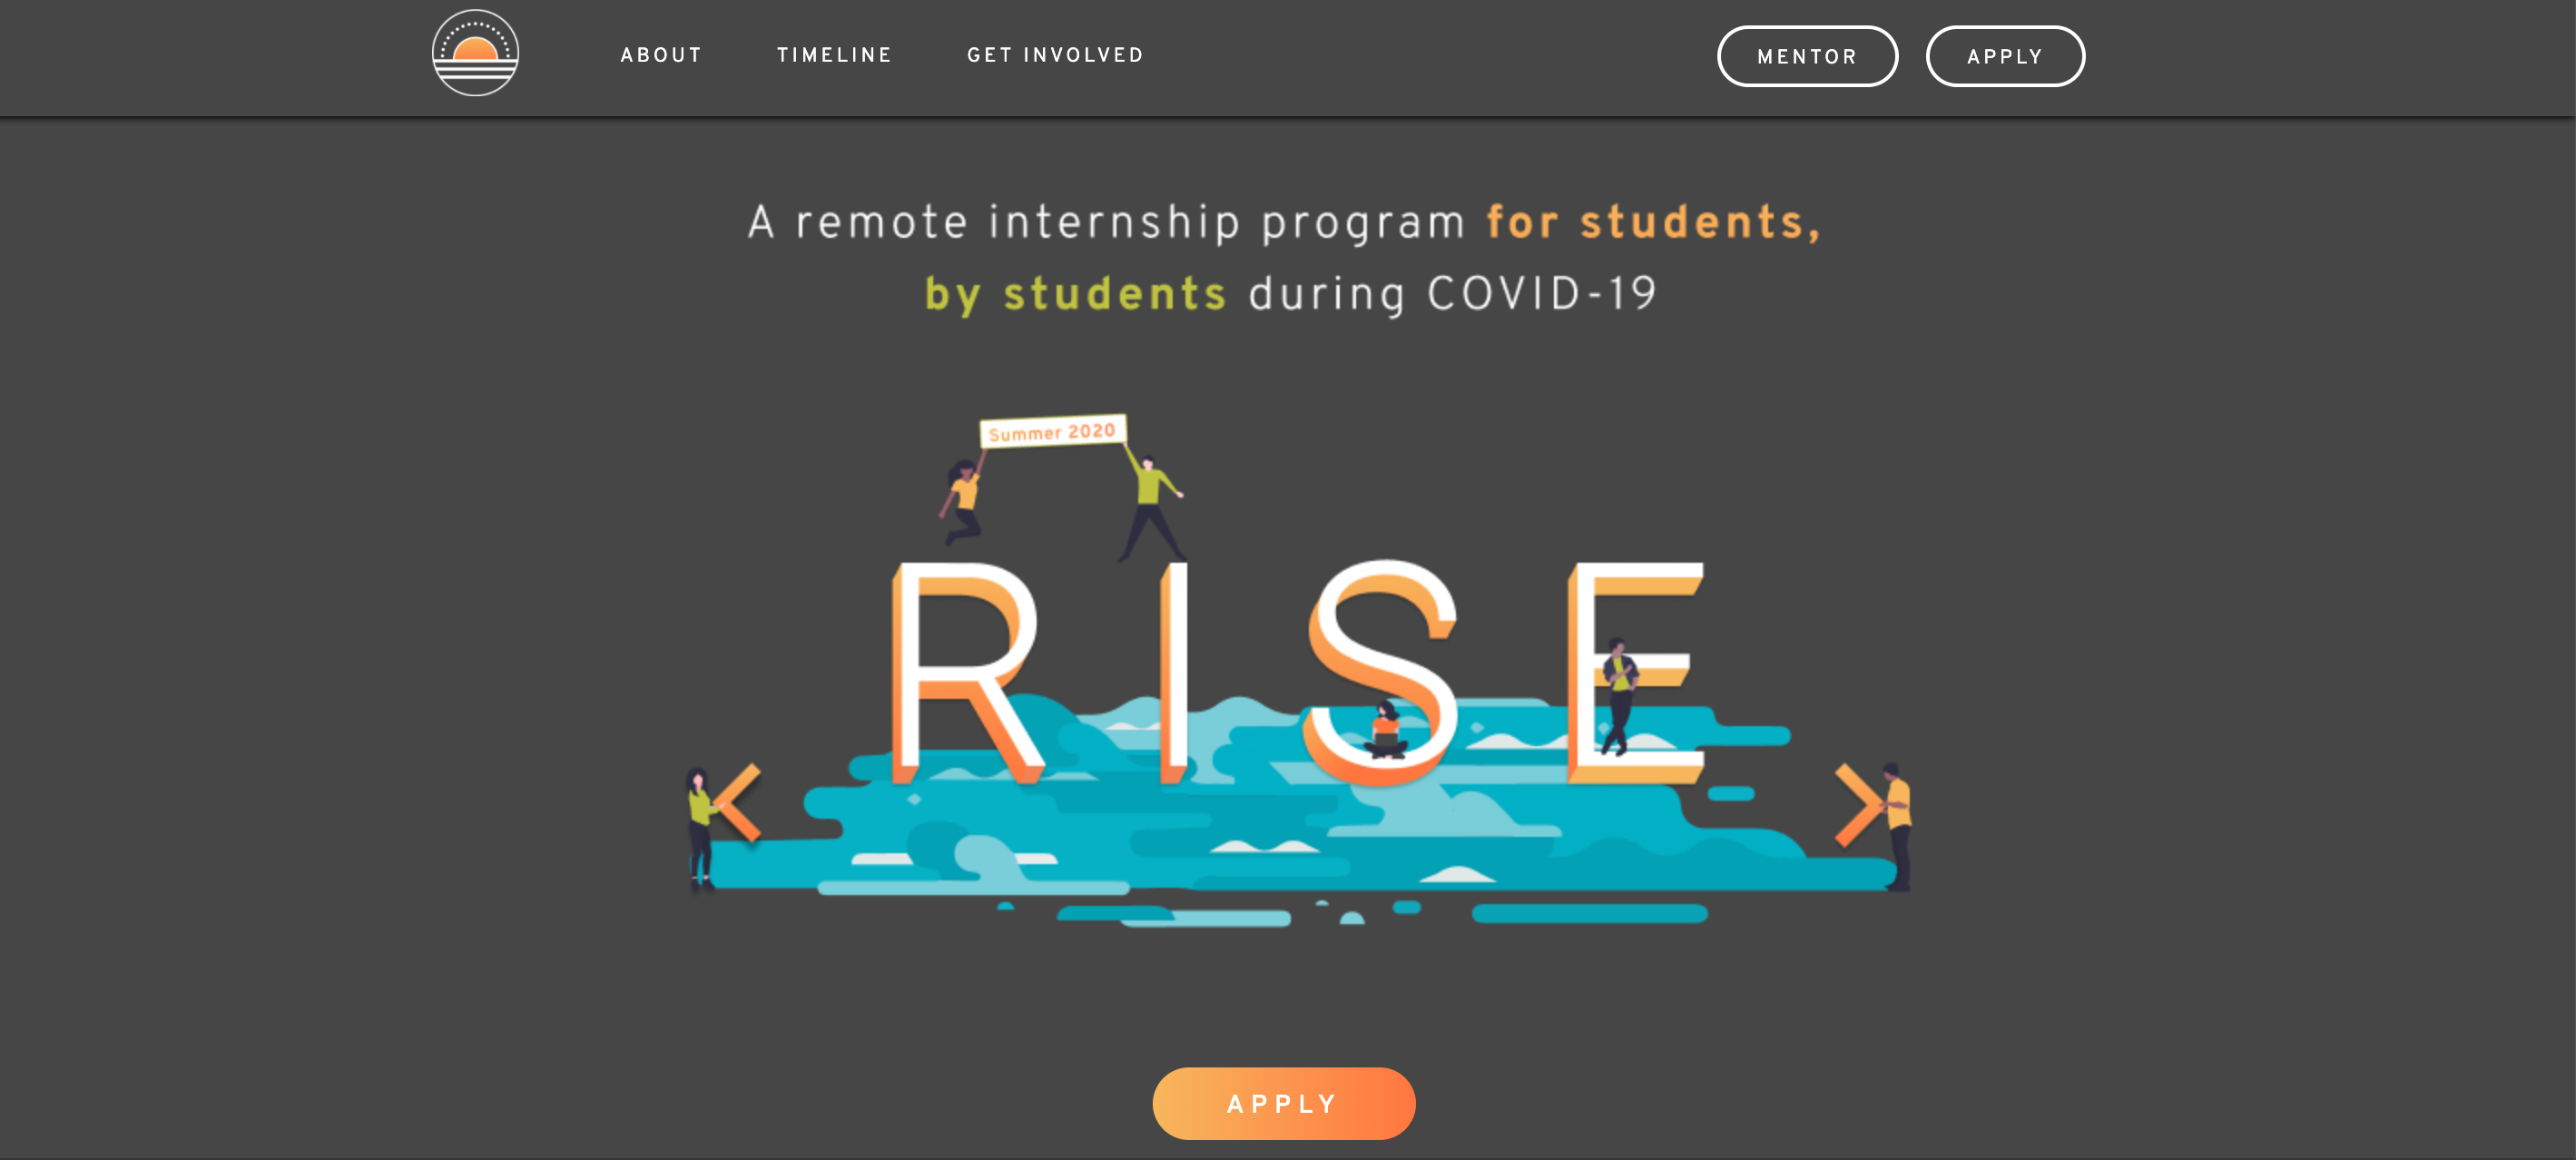 ABOUT TIMELINE GET INVOLVED MENTOR APPLY
A remote internship program for students,
by students during COVID-19
Summer 2020
< RISE >
APPLY